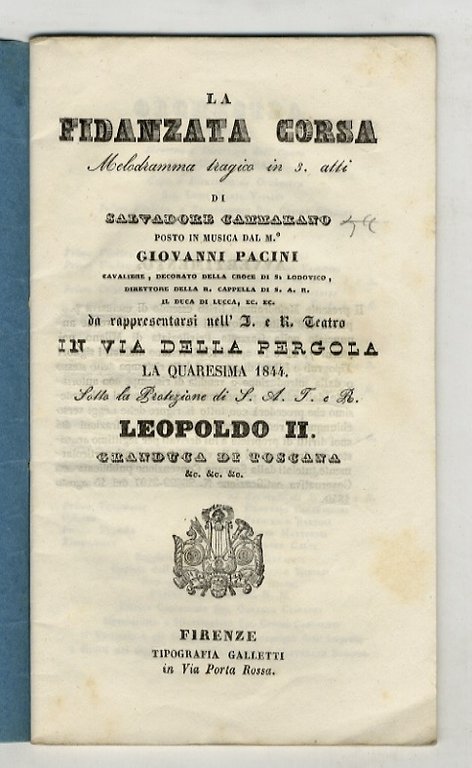 LA
FIDANZATA CORSA
Melodramma tragico in 3. atti
DI
SALVADORE CAMMARANO
POSTO IN MUSICA DAL M.º
GIOVANNI PACINI
CAVALIERE, DECORATO DELLA CROCE DI S. LODOVICO,
DIRETTORE DELLA R. CAPPELLA DI S. A. R.
IL DUCA DI LUCCA, EC. EC.
da rappresentarsi nell' I. e R. Teatro
IN VIA DELLA PERGOLA
LA QUARESIMA 1844.
Sotto la Protezione di S. A. I. e R.
LEOPOLDO II.
GRANDUCA DI TOSCANA
&c. &c. &c.
FIRENZE
TIPOGRAFIA GALLETTI
in Via Porta Rossa.